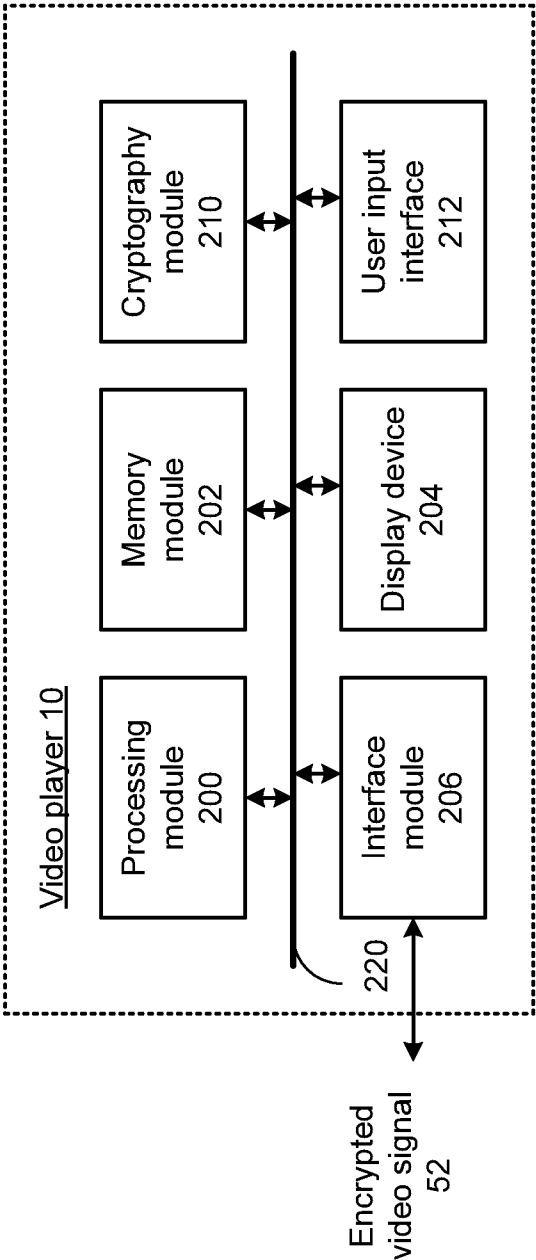 Video player 10
Processing
module
200
Memory
module
202
Cryptography
module
210
220
Interface
module
206
Display device
204
User input
interface
212
Encrypted
video signal
52